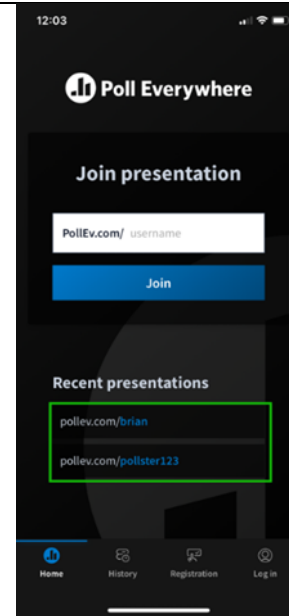 12:03
Poll Everywhere
Join presentation
PollEv.com/ username
Join
Recent presentations
pollev.com/brian
pollev.com/pollster123
Home History Registration Log in